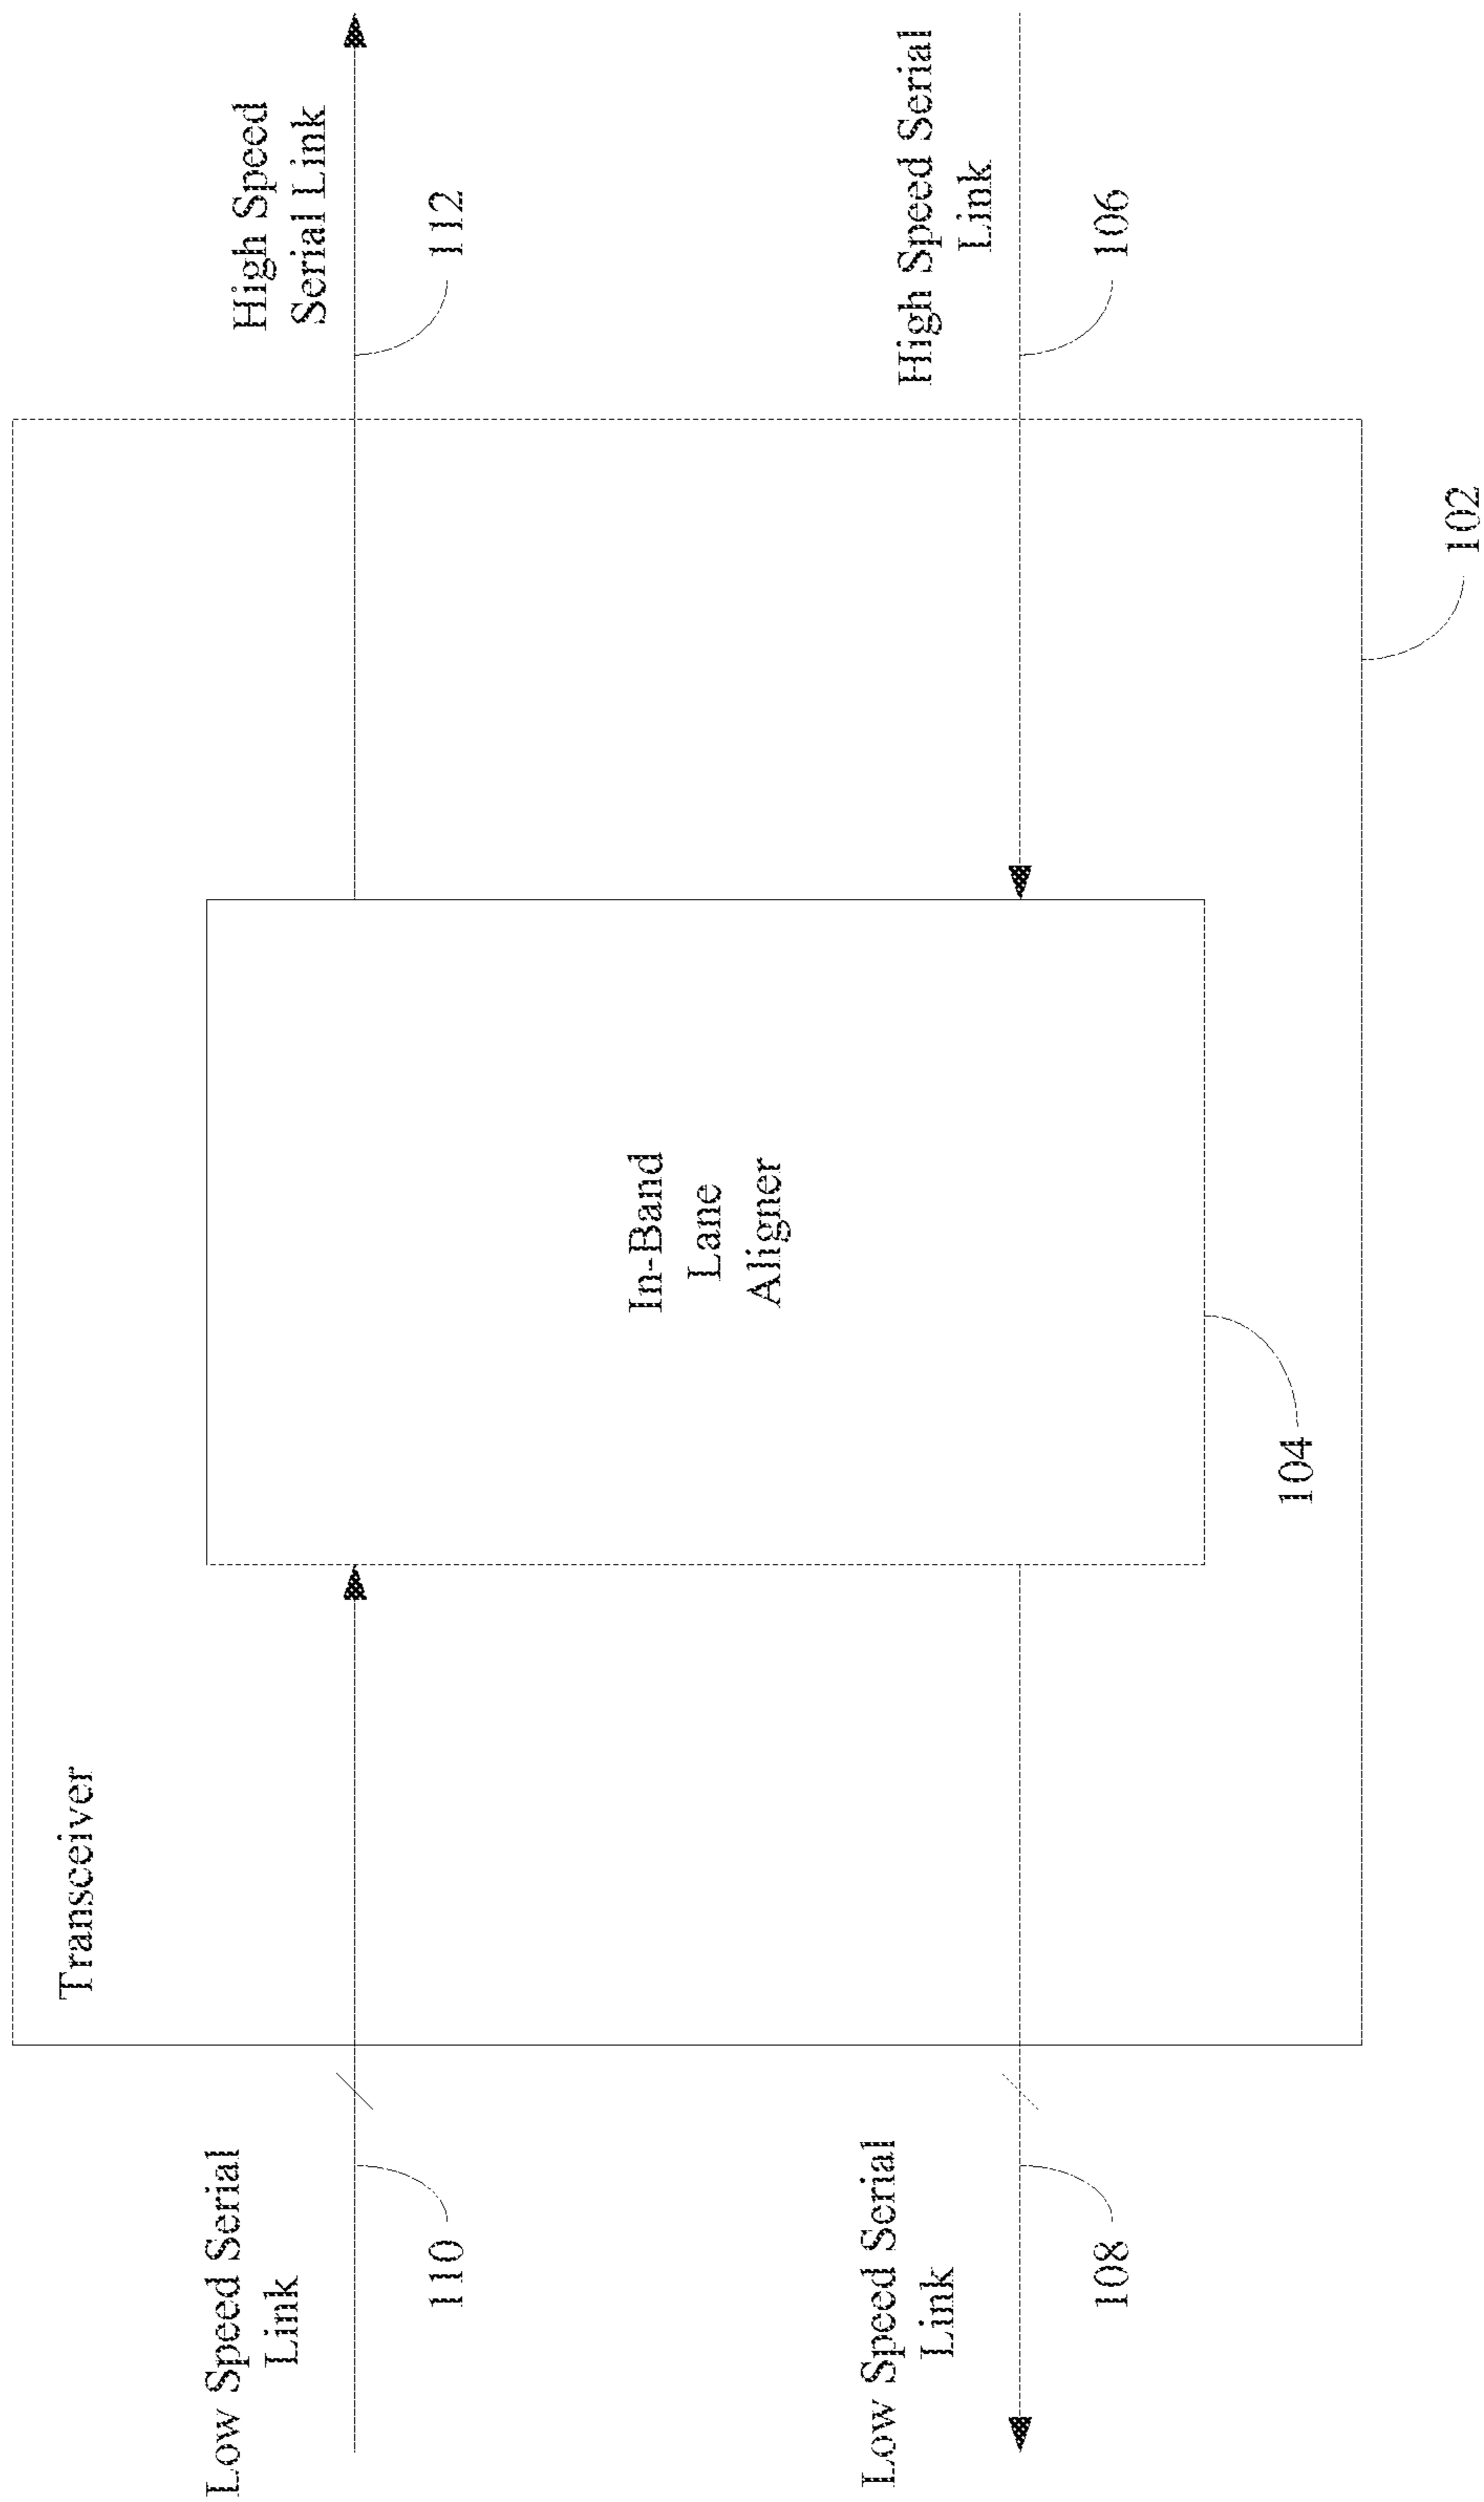 Transceiver
Low Speed Serial
Link
110
High Speed
Serial Link
112
In-Band
Lane
Aligner
104
Low Speed Serial
Link
108
High Speed Serial
Link
106
102